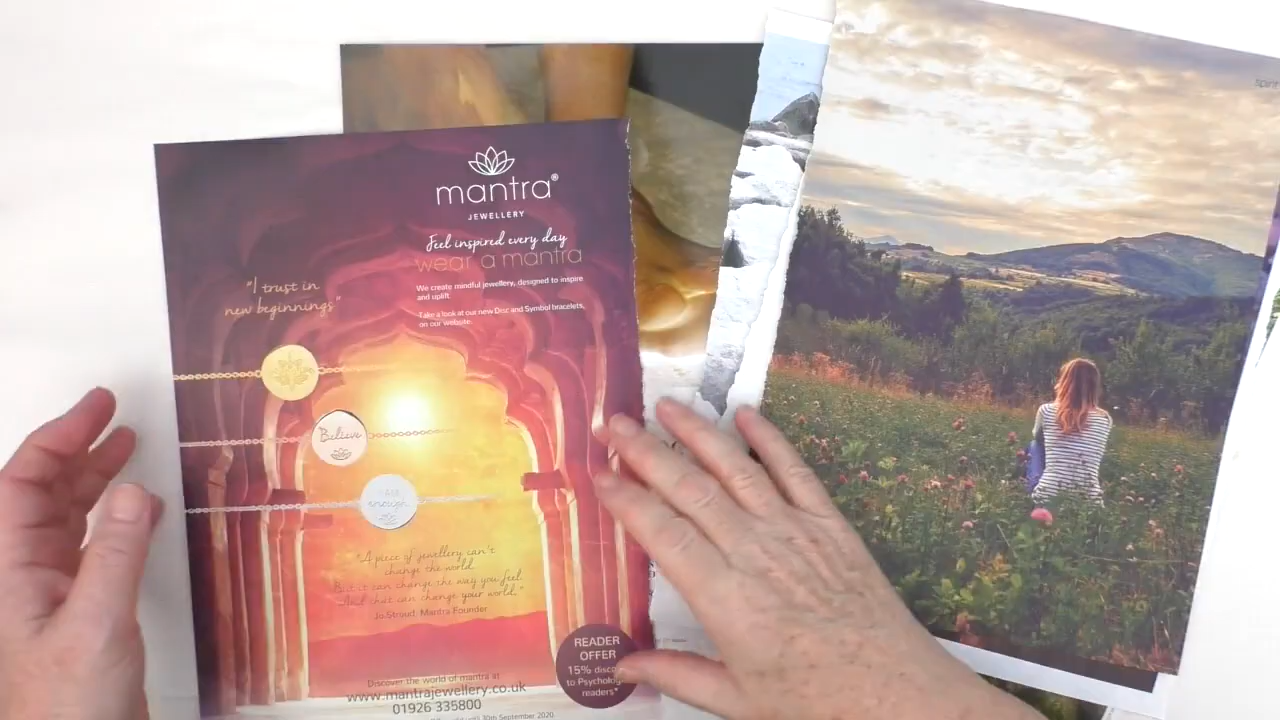 mantra®
JEWELLERY
Feel inspired every day
wear a mantra
We create mindful jewellery, designed to inspire
and uplift.
Take a look at our new Disc and Symbol bracelets,
on our website.
"I trust in
new beginnings"
Believe
I AM
enough
"A piece of jewellery can't
change the world.
But it can change the way you feel.
And that can change your world."
Jo Stroud, Mantra Founder
READER
OFFER
15%
to
readers*
Discover the world of mantra at
www.mantrajewellery.co.uk
01926 335800
until 30th September 2020